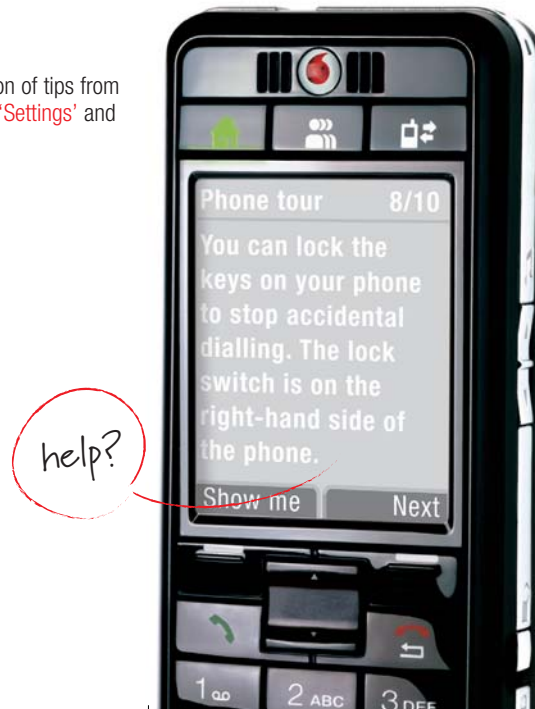 on of tips from
‘Settings’ and
Phone tour 8/10
You can lock the
keys on your phone
to stop accidental
dialling. The lock
switch is on the
right-hand side of
the phone.
help?
Show me Next
1
2 ABC
3 DEF